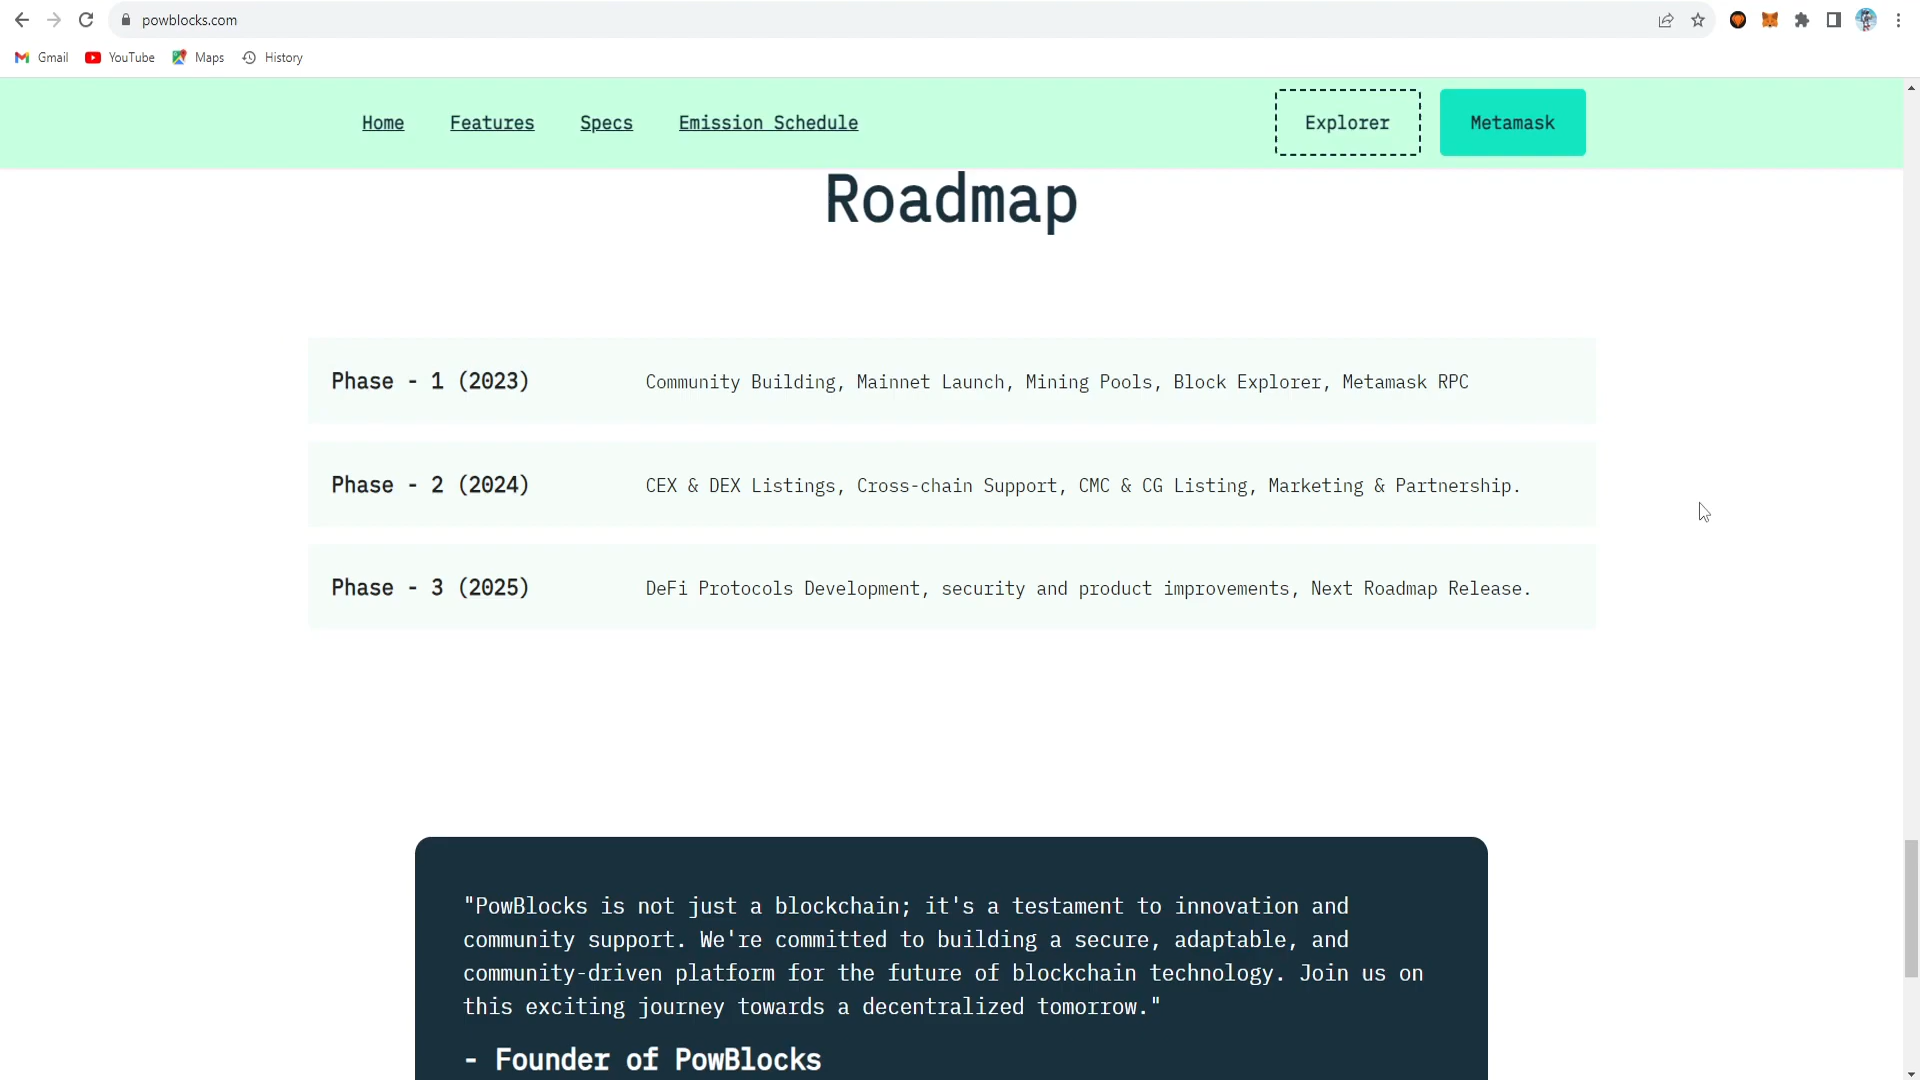 powblocks.com
Gmail YouTube Maps History
Home Features Specs Emission Schedule Explorer Metamask
Roadmap
Phase - 1 (2023) Community Building, Mainnet Launch, Mining Pools, Block Explorer, Metamask RPC
Phase - 2 (2024) CEX & DEX Listings, Cross-chain Support, CMC & CG Listing, Marketing & Partnership.
Phase - 3 (2025) DeFi Protocols Development, security and product improvements, Next Roadmap Release.
"PowBlocks is not just a blockchain; it's a testament to innovation and
community support. We're committed to building a secure, adaptable, and
community-driven platform for the future of blockchain technology. Join us on
this exciting journey towards a decentralized tomorrow."
- Founder of PowBlocks